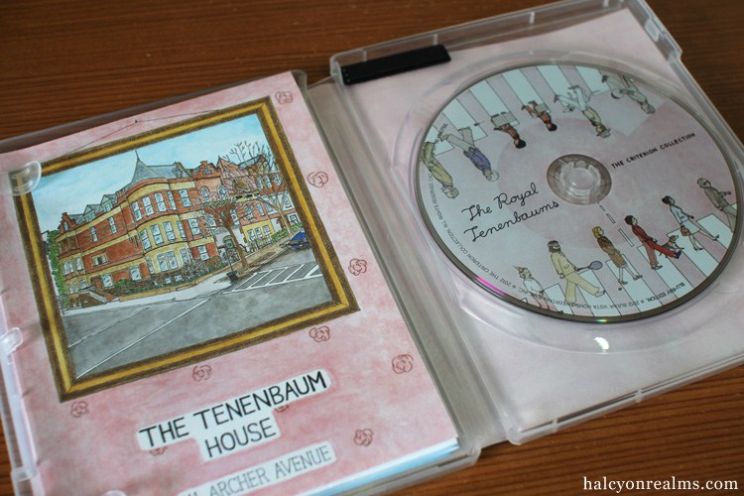 THE TENENBAUM
HOUSE
ARCHER AVENUE
The Royal
Tenenbaums
THE CRITERION COLLECTION
halcyonrealms.com